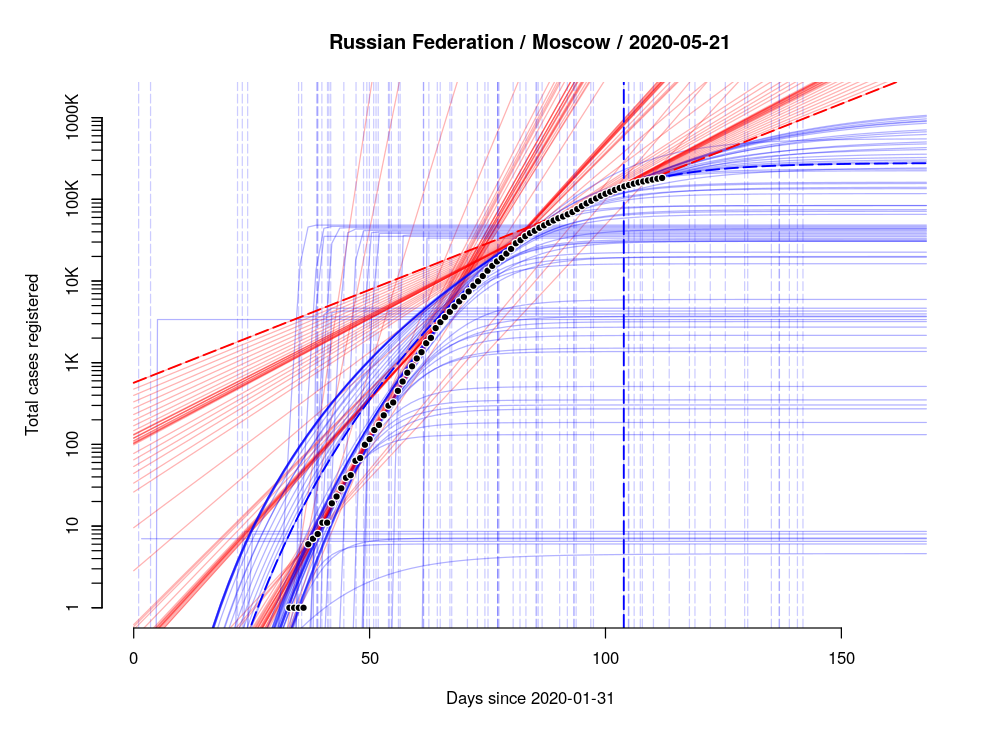 Russian Federation / Moscow / 2020-05-21
Total cases registered
1000K
100K
10K
1K
100
10
1
0
50
100
150
Days since 2020-01-31